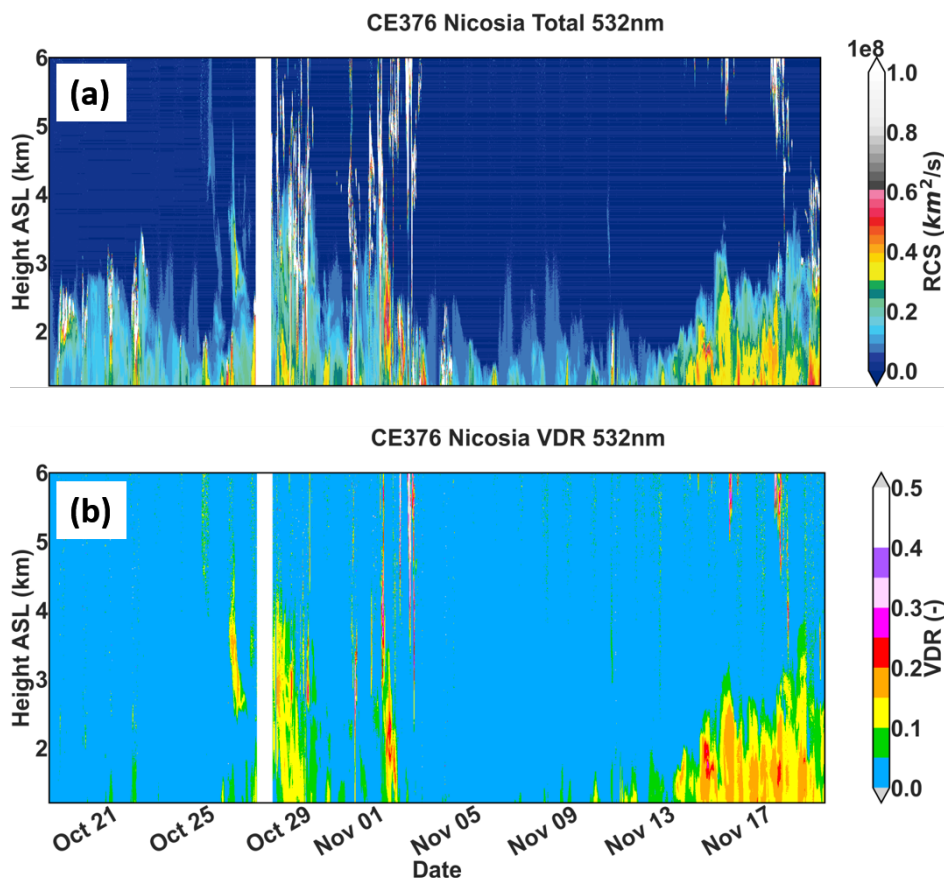 CE376 Nicosia Total 532nm
(a)
6
5
4
3
2
Height ASL (km)
1e8
1.0
0.8
0.6
0.4
0.2
0.0
RCS (km²/s)
CE376 Nicosia VDR 532nm
(b)
6
5
4
3
2
Height ASL (km)
0.5
0.4
0.3
0.2
0.1
0.0
VDR (-)
Oct 21
Oct 25
Oct 29
Nov 01
Nov 05
Nov 09
Nov 13
Nov 17
Date